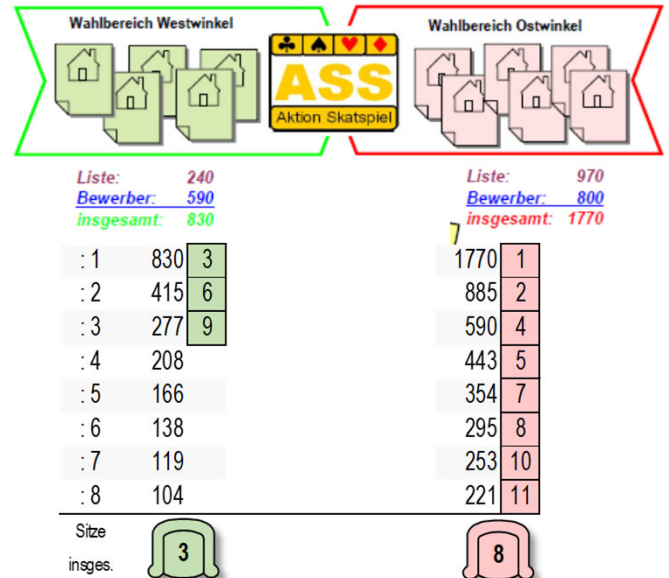 Wahlbereich Westwinkel
Wahlbereich Ostwinkel
ASS
Aktion Skatspiel
Liste: 240
Bewerber: 590
insgesamt: 830
Liste: 970
Bewerber: 800
insgesamt: 1770
: 1 830 3 1770 1
: 2 415 6 885 2
: 3 277 9 590 4
: 4 208 443 5
: 5 166 354 7
: 6 138 295 8
: 7 119 253 10
: 8 104 221 11
Sitze
insges. 3 8